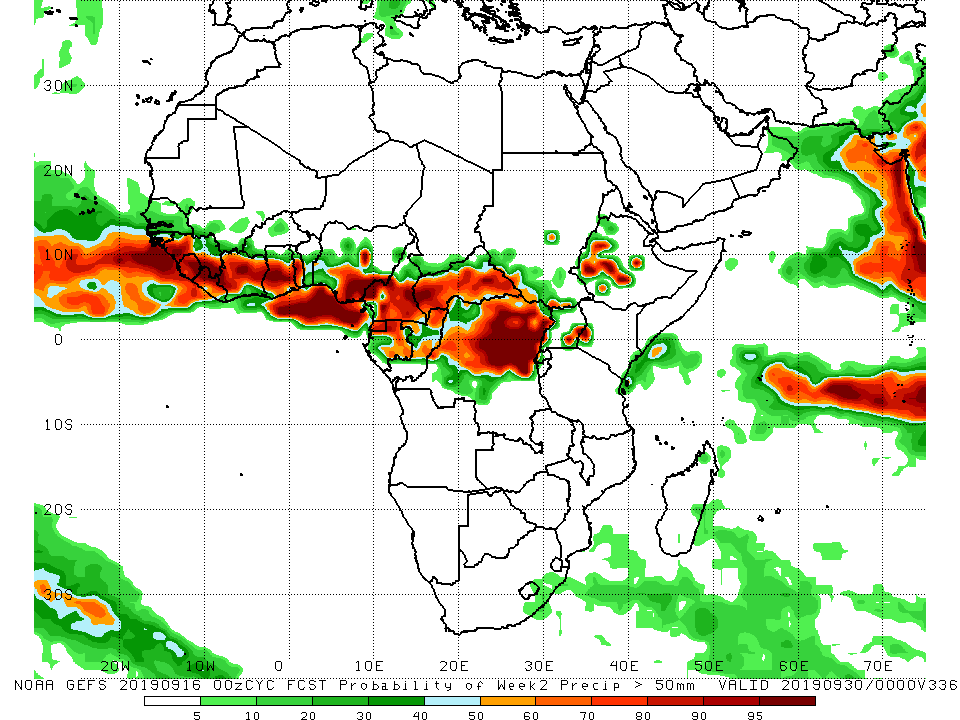 30N
20N
10N
0
10S
20S
30S
20W 10W 0 10E 20E 30E 40E 50E 60E 70E
NOAA GEFS 20190916 00zCYC FCST Probability of Week2 Precip > 50mm VALID 20190930/0000V336
5 10 20 30 40 50 60 70 80 90 95